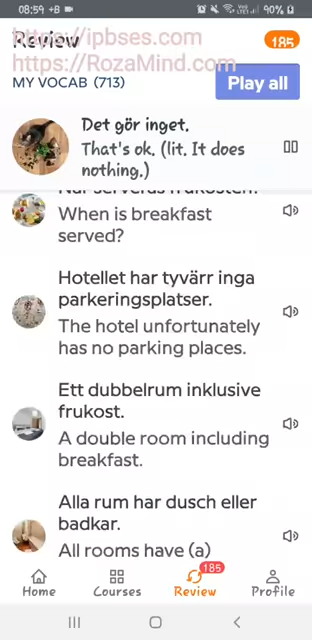 08:59 +B
90%
https://ipbses.com
Review
185
https://RozaMind.com
MY VOCAB (713)
Play all
Det gör inget.
That's ok. (lit. It does
nothing.)
När serveras frukosten?
When is breakfast
served?
Hotellet har tyvärr inga
parkeringsplatser.
The hotel unfortunately
has no parking places.
Ett dubbelrum inklusive
frukost.
A double room including
breakfast.
Alla rum har dusch eller
badkar.
All rooms have (a)
185
Home
Courses
Review
Profile